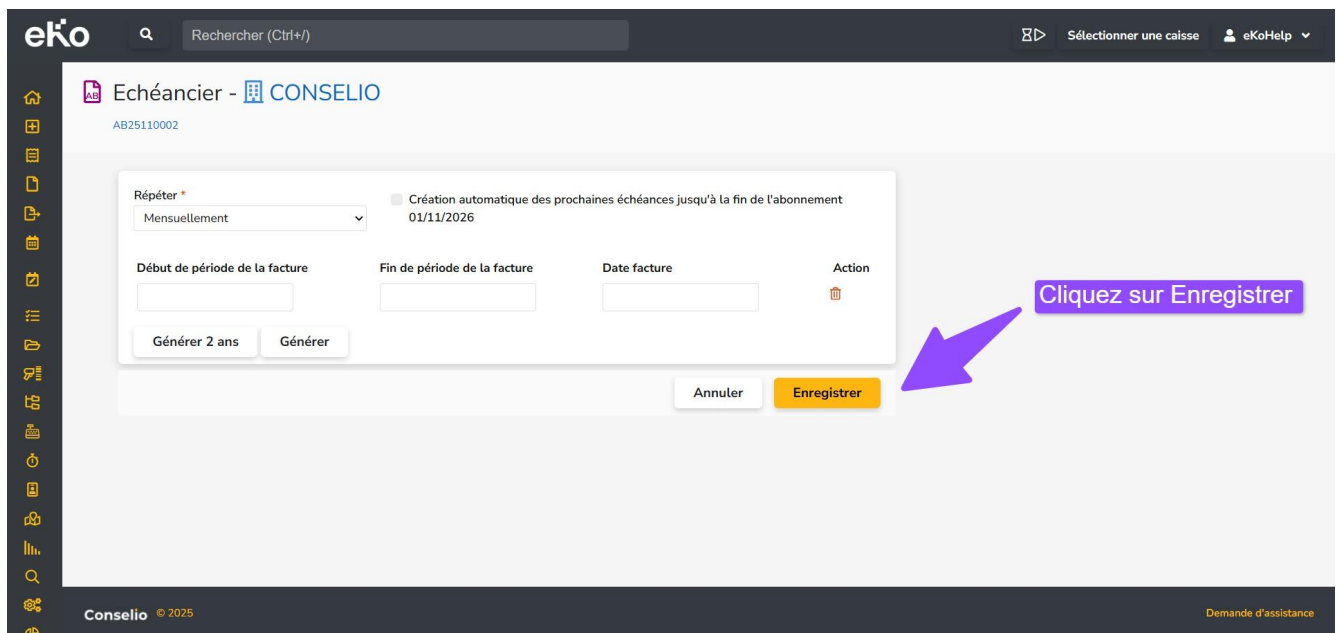 eKo
Rechercher (Ctrl+/)
Sélectionner une caisse
eKoHelp
AB
Echéancier - CONSELIO
AB25110002
Répéter *
Mensuellement
Création automatique des prochaines échéances jusqu'à la fin de l'abonnement
01/11/2026
Début de période de la facture
Fin de période de la facture
Date facture
Action
Générer 2 ans
Générer
Cliquez sur Enregistrer
Annuler
Enregistrer
Conselio © 2025
Demande d'assistance